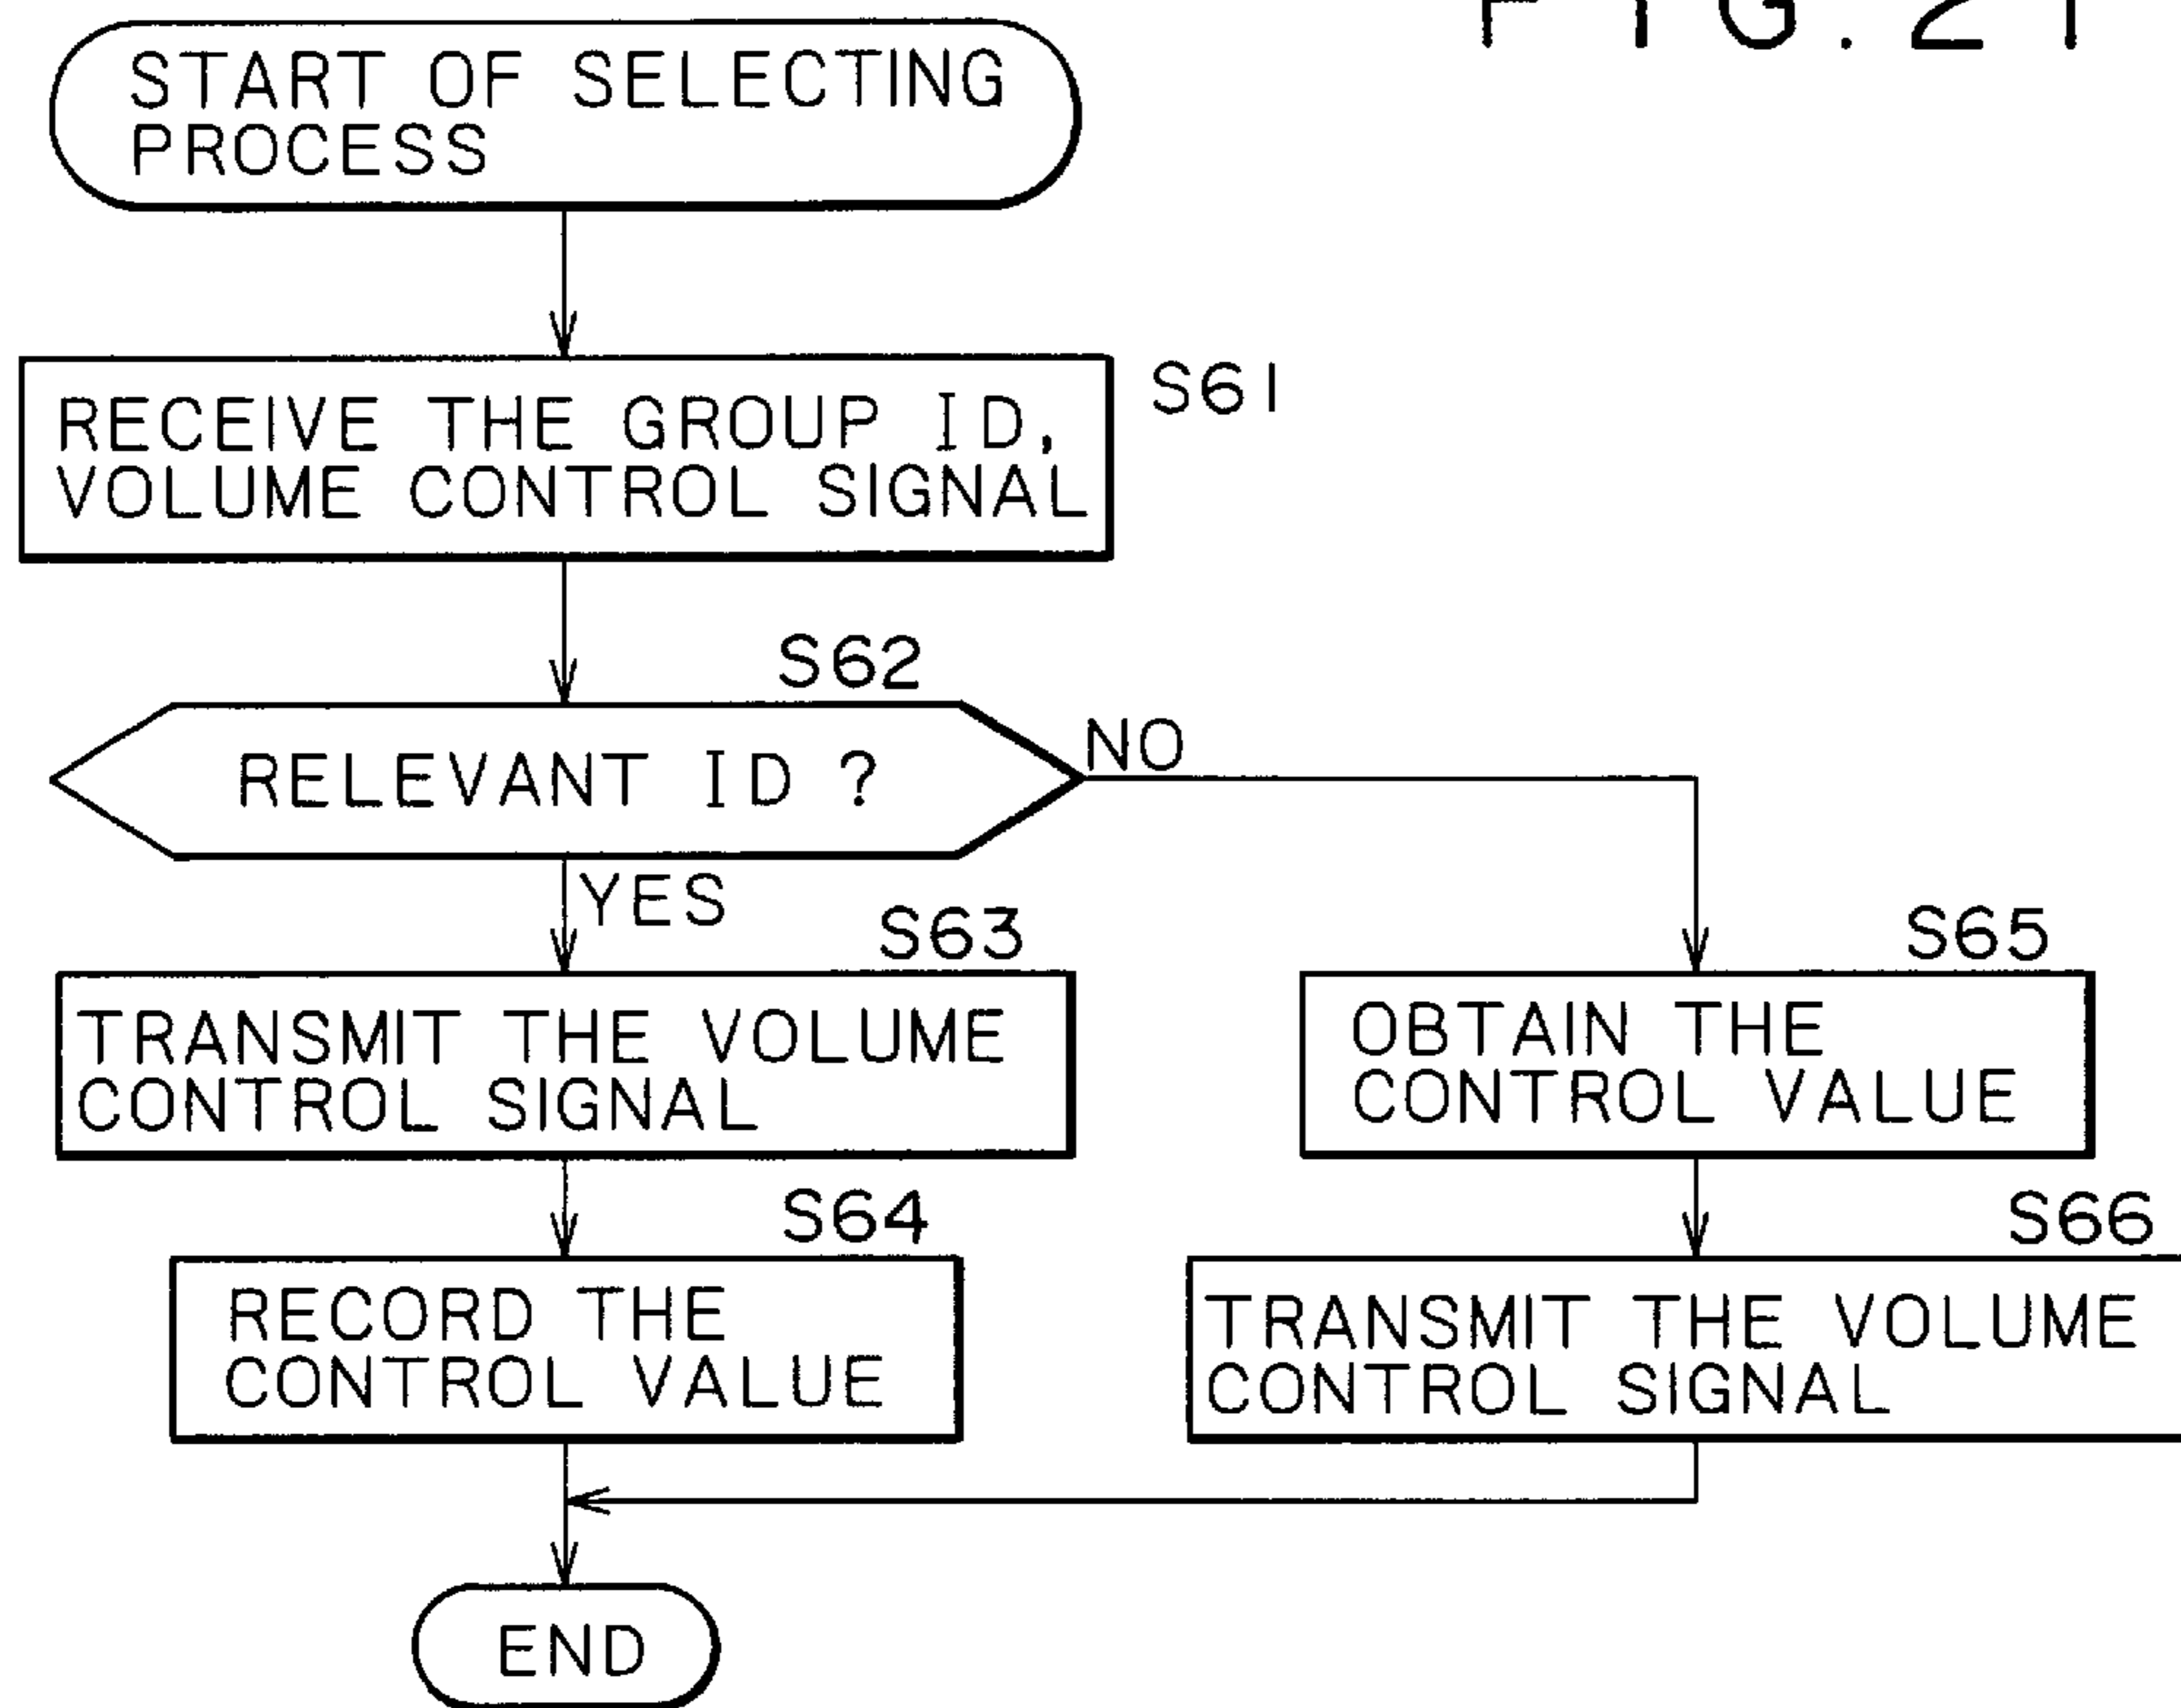 FIG. 21
START OF SELECTING
PROCESS
RECEIVE THE GROUP ID,
VOLUME CONTROL SIGNAL
S61
S62
RELEVANT ID ?
NO
YES
S63
TRANSMIT THE VOLUME
CONTROL SIGNAL
S65
OBTAIN THE
CONTROL VALUE
S64
RECORD THE
CONTROL VALUE
S66
TRANSMIT THE VOLUME
CONTROL SIGNAL
END